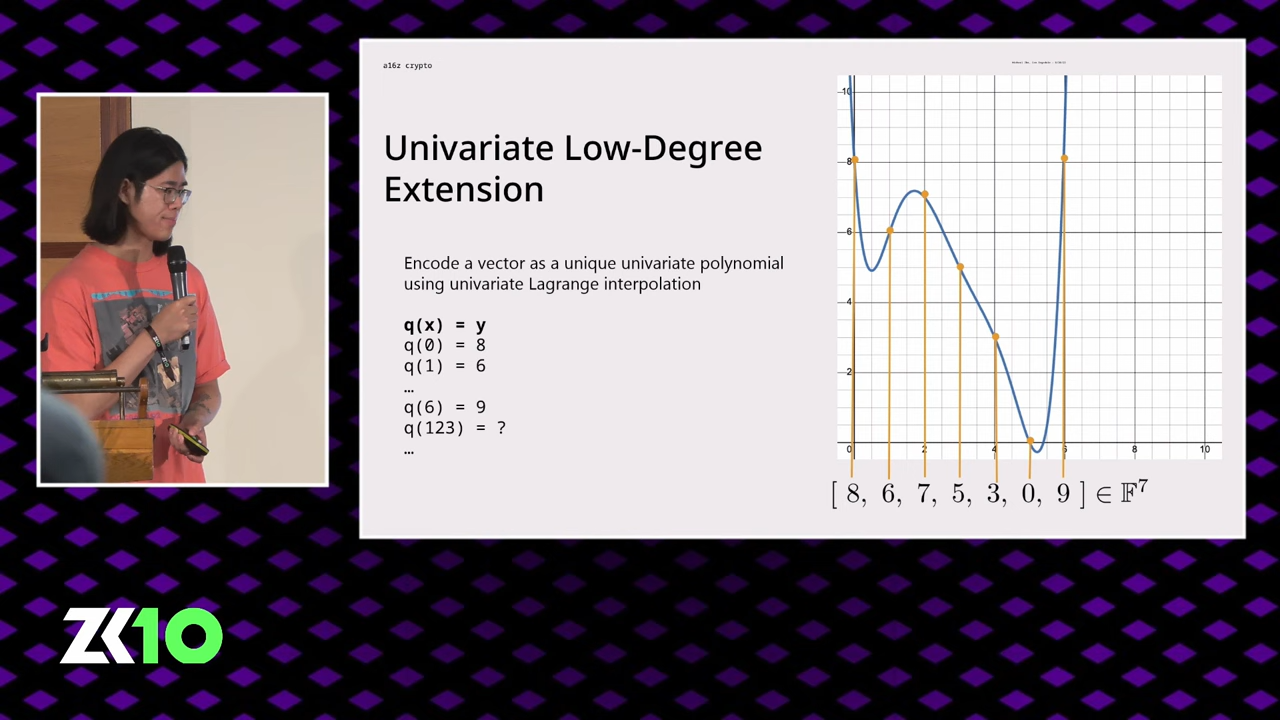 a16z crypto
Univariate Low-Degree
Extension
Encode a vector as a unique univariate polynomial
using univariate Lagrange interpolation
q(x) = y
q(0) = 8
q(1) = 6
…
q(6) = 9
q(123) = ?
…
10
8
6
4
2
0 2 4 6 8 10
[ 8, 6, 7, 5, 3, 0, 9 ] ∈ 𝔽⁷
ZK10